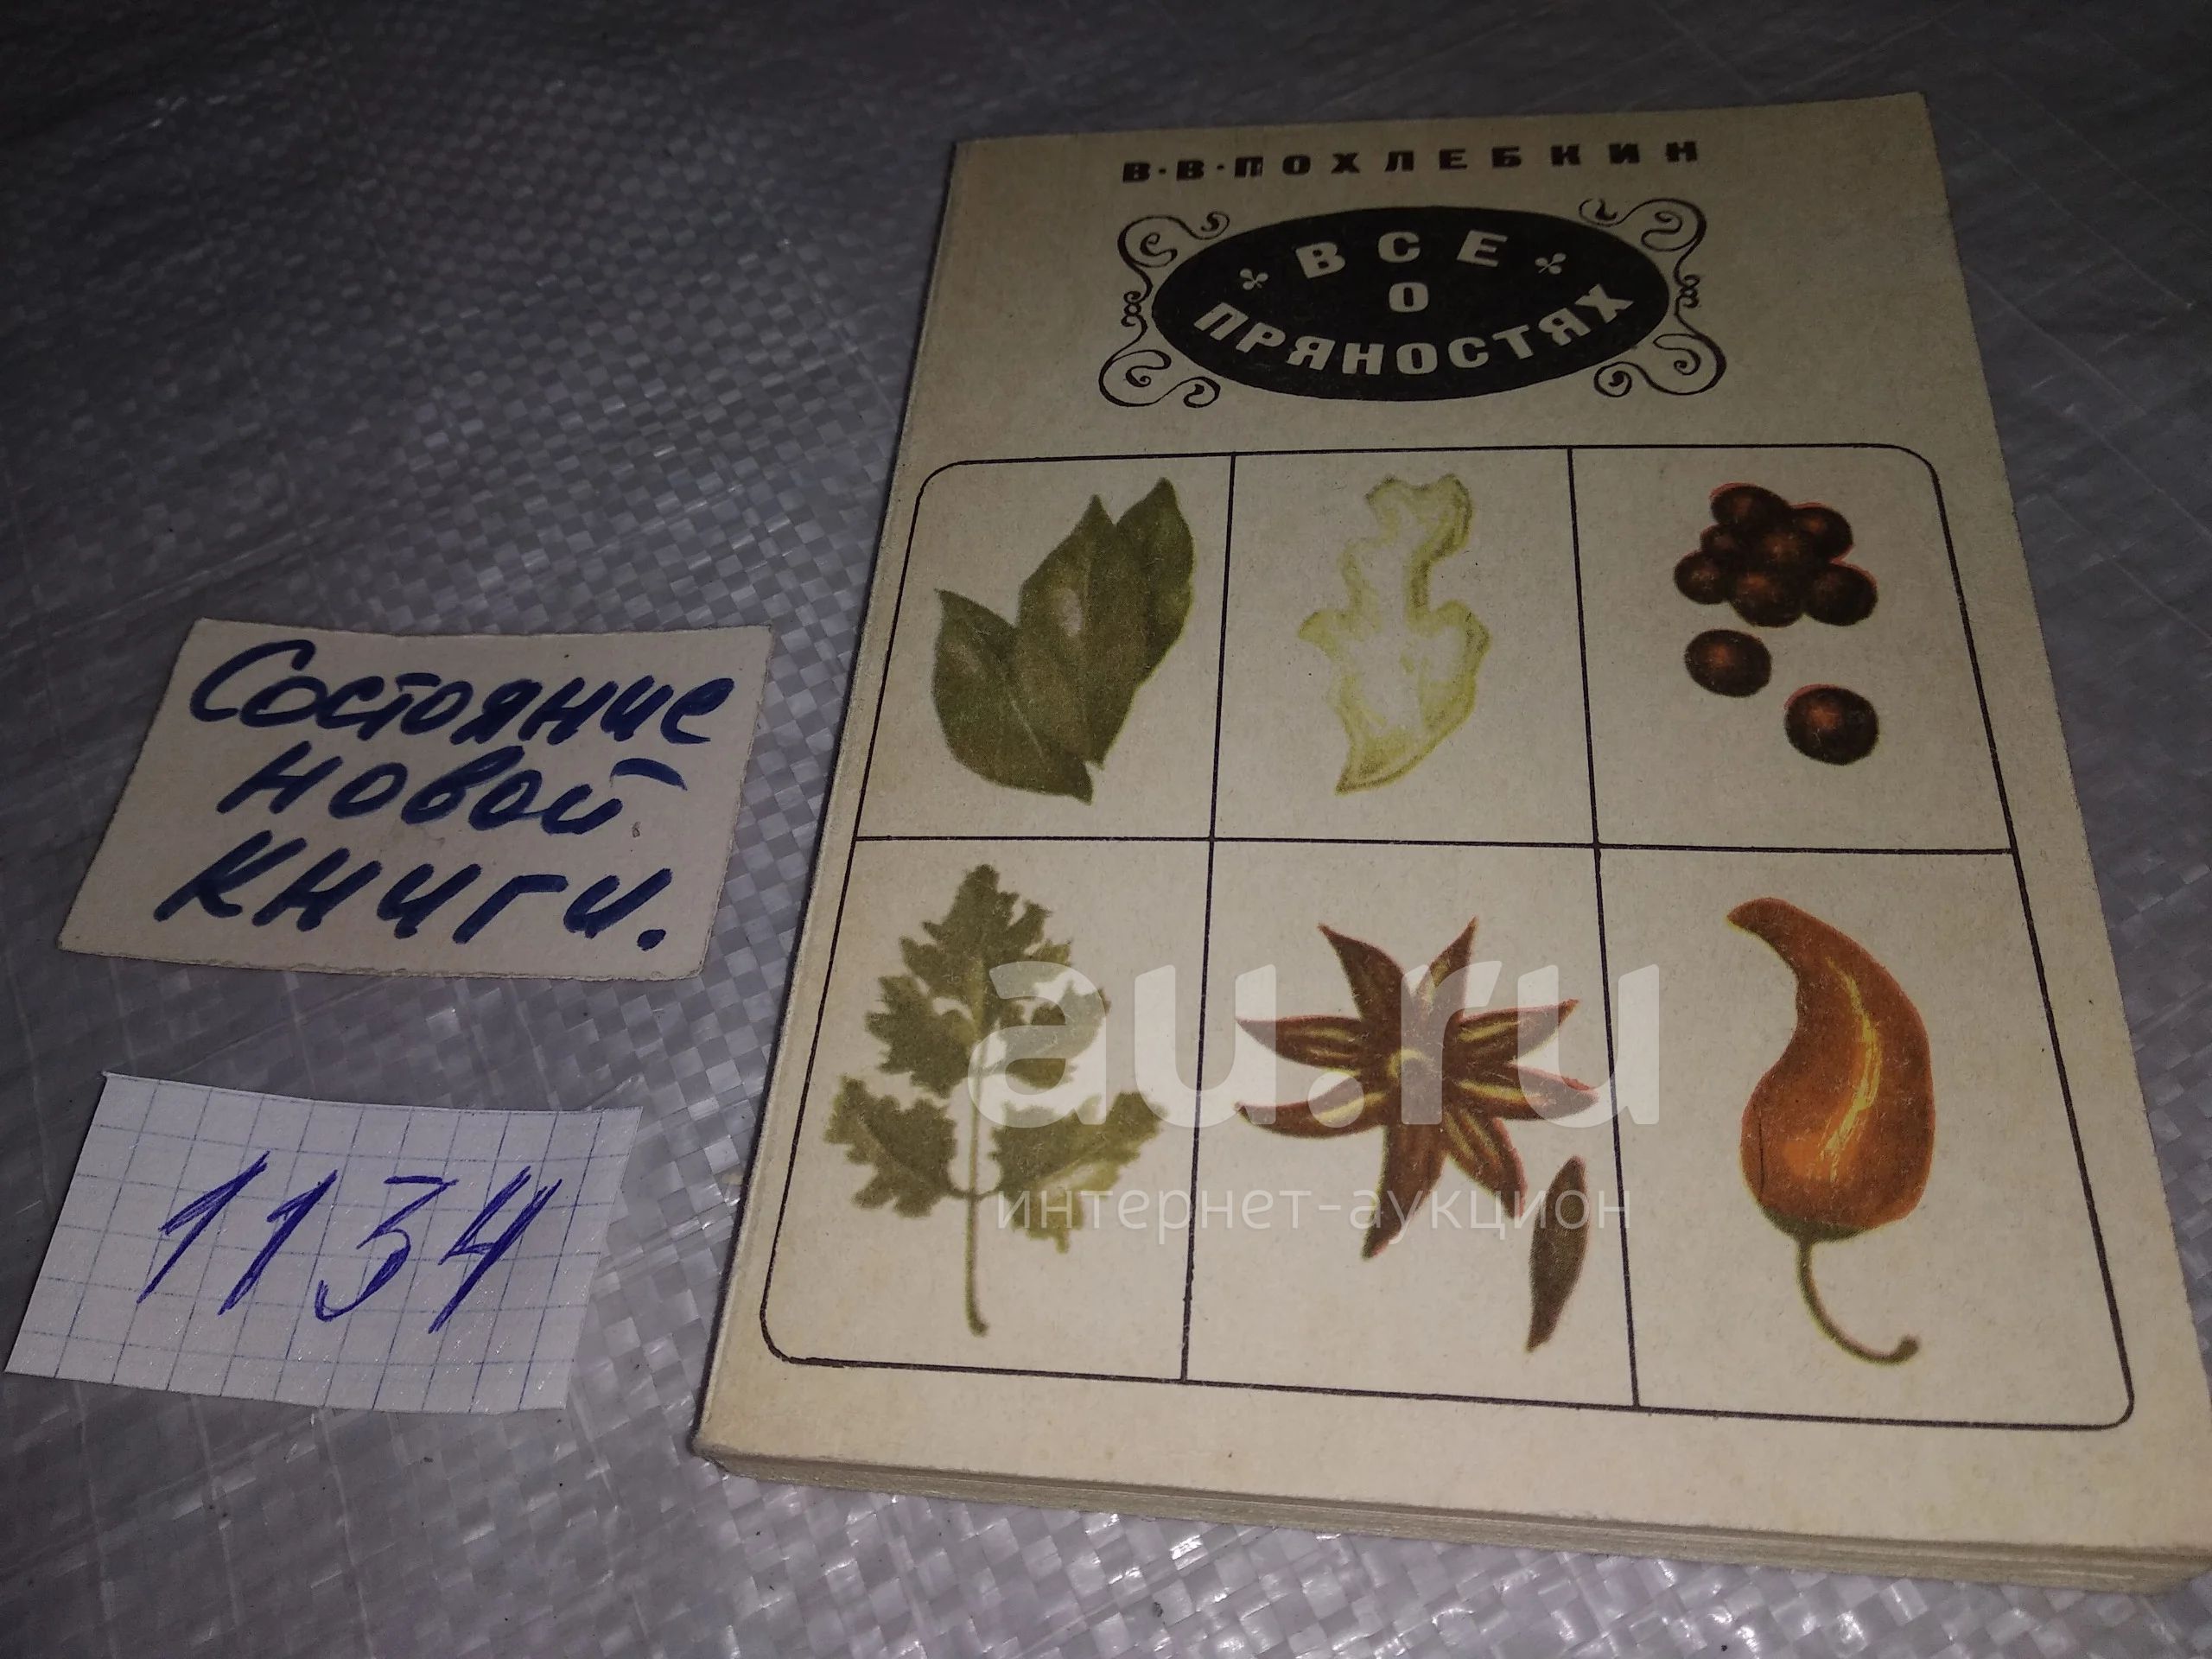 В·В·ПОХЛЕБКИН
ВСЕ
О
ПРЯНОСТЯХ
Состояние
новой
книги.
1134
au.ru
интернет-аукцион